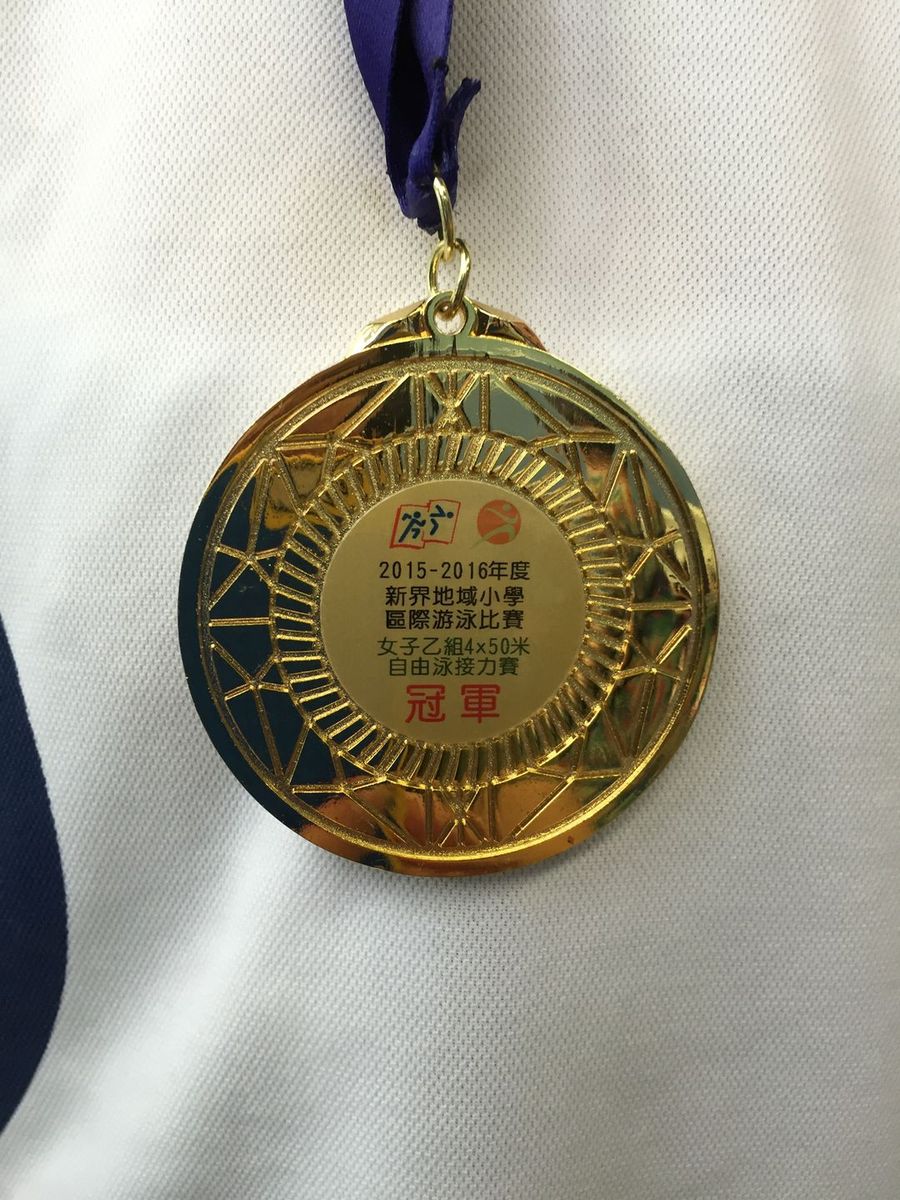 2015-2016年度
新界地域小學
區際游泳比賽
女子乙組4×50米
自由泳接力賽
冠軍